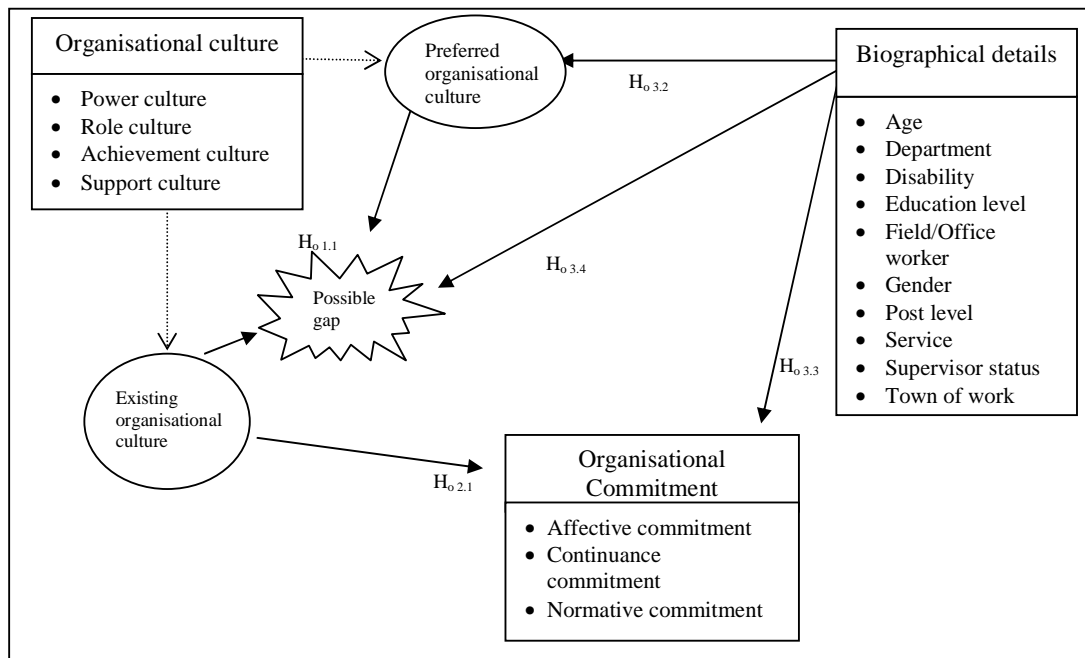 Organisational culture
• Power culture
• Role culture
• Achievement culture
• Support culture
Preferred
organisational
culture
Biographical details
• Age
• Department
• Disability
• Education level
• Field/Office
worker
• Gender
• Post level
• Service
• Supervisor status
• Town of work
Ho 3.2
Ho 1.1
Ho 3.4
Possible
gap
Ho 3.3
Existing
organisational
culture
Ho 2.1
Organisational
Commitment
• Affective commitment
• Continuance
commitment
• Normative commitment